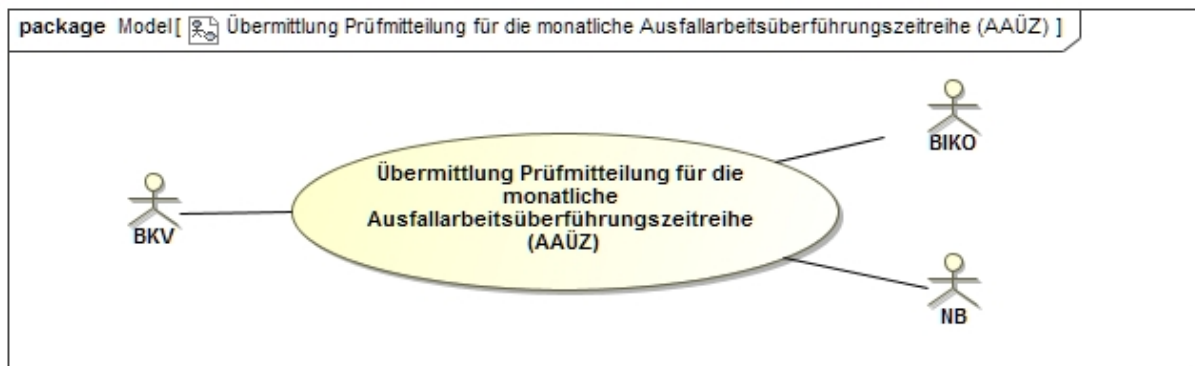 package Model[ Übermittlung Prüfmitteilung für die monatliche Ausfallarbeitsüberführungszeitreihe (AAÜZ) ]
BIKO
Übermittlung Prüfmitteilung für die
monatliche
Ausfallarbeitsüberführungszeitreihe
(AAÜZ)
BKV
NB